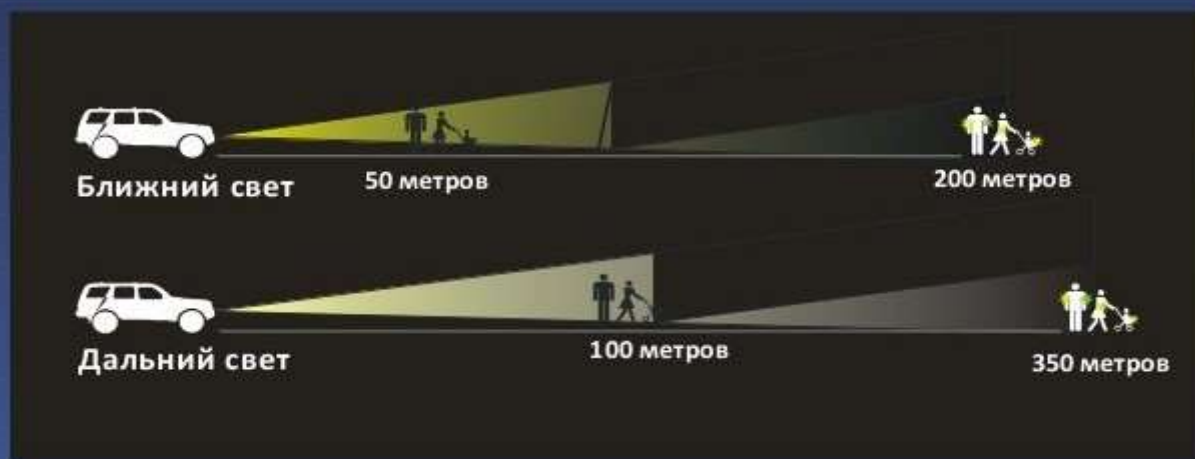 Ближний свет
50 метров
200 метров
Дальний свет
100 метров
350 метров